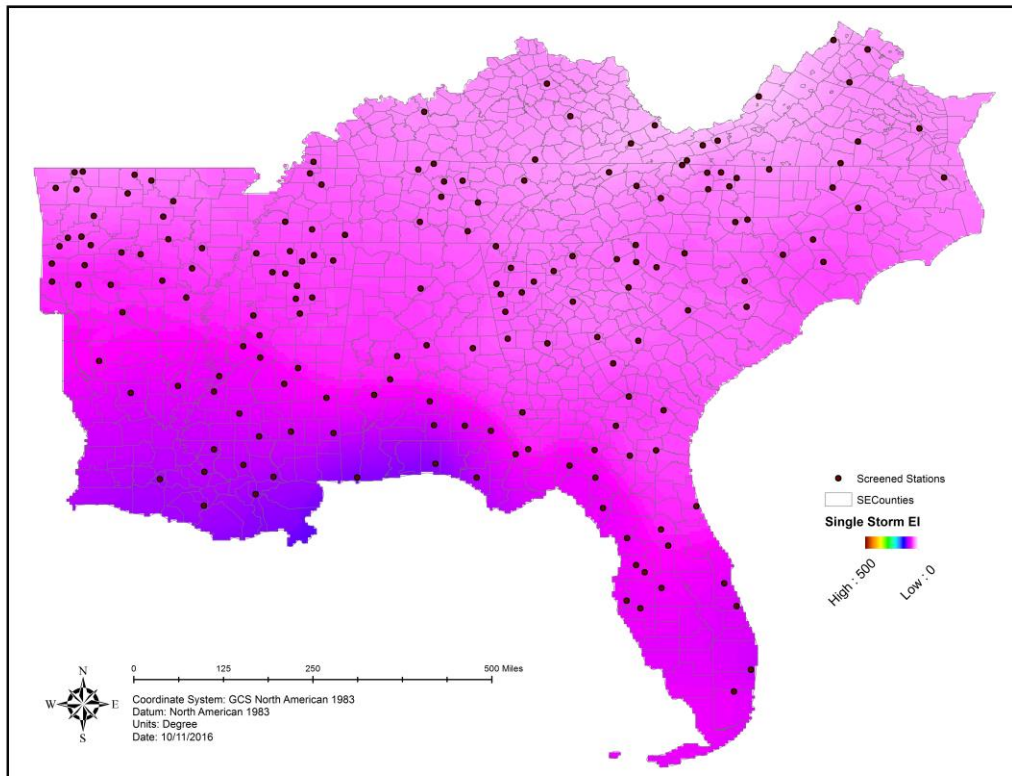 Screened Stations
SECounties
Single Storm EI
High : 500
Low : 0
0 125 250 500 Miles
N
W E
S
Coordinate System: GCS North American 1983
Datum: North American 1983
Units: Degree
Date: 10/11/2016